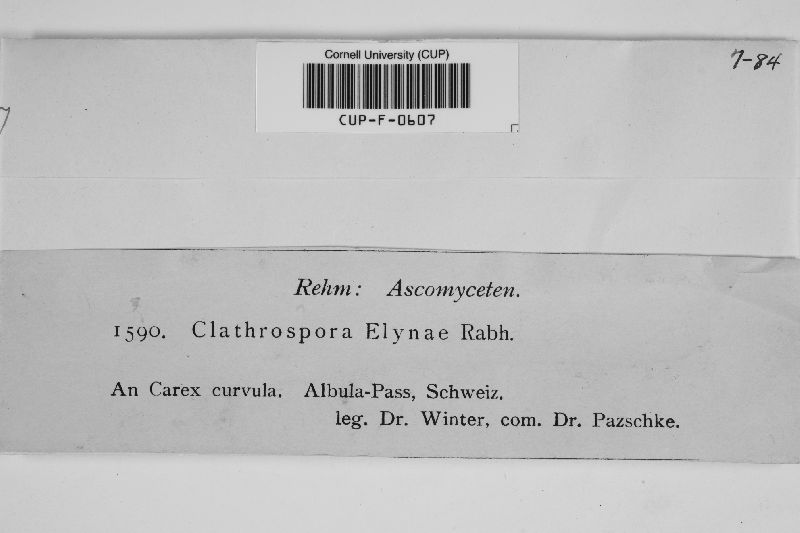 Cornell University (CUP)
7-84
CUP-F-0607
Rehm: Ascomyceten.
1590. Clathrospora Elynae Rabh.
An Carex curvula. Albula-Pass, Schweiz.
leg. Dr. Winter, com. Dr. Pazschke.